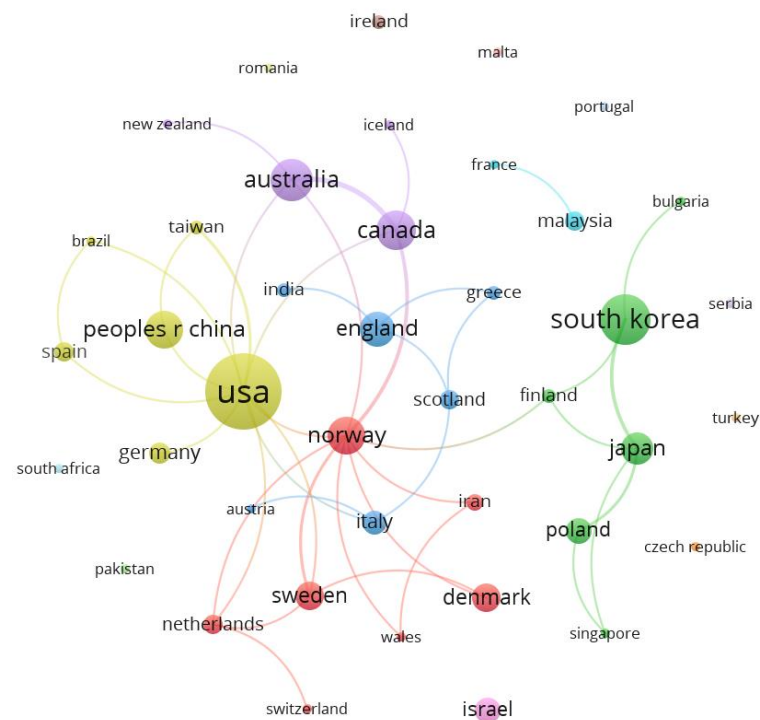 ireland
malta
romania
portugal
new zealand
iceland
france
australia
bulgaria
malaysia
taiwan
canada
brazil
india
greece
serbia
peoples r china
england
south korea
spain
usa
scotland
finland
turkey
norway
germany
japan
south africa
austria
iran
italy
poland
czech republic
pakistan
sweden
denmark
netherlands
wales
singapore
switzerland
israel